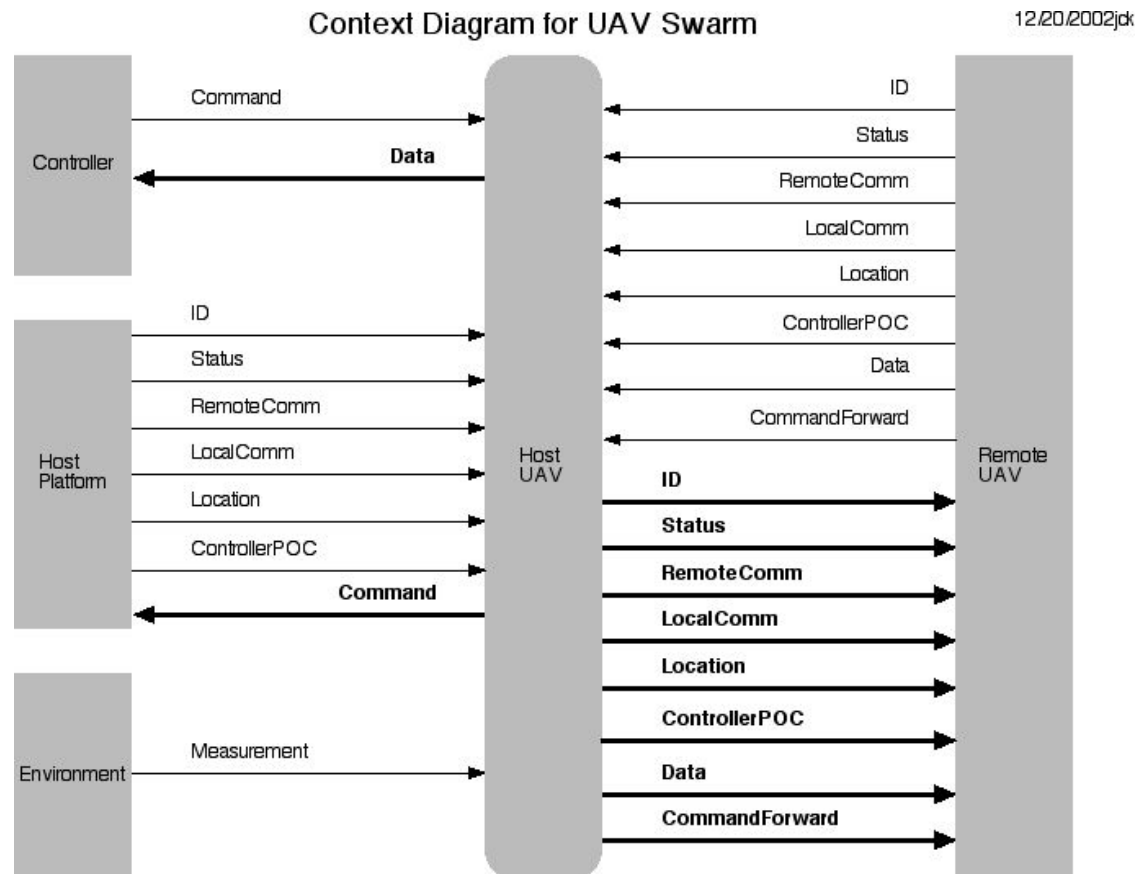 Context Diagram for UAV Swarm
12/20/2002jck
Controller
Command
Data
Host
Platform
ID
Status
RemoteComm
LocalComm
Location
ControllerPOC
Command
Environment
Measurement
Host
UAV
ID
Status
RemoteComm
LocalComm
Location
ControllerPOC
Data
CommandForward
ID
Status
RemoteComm
LocalComm
Location
ControllerPOC
Data
CommandForward
Remote
UAV